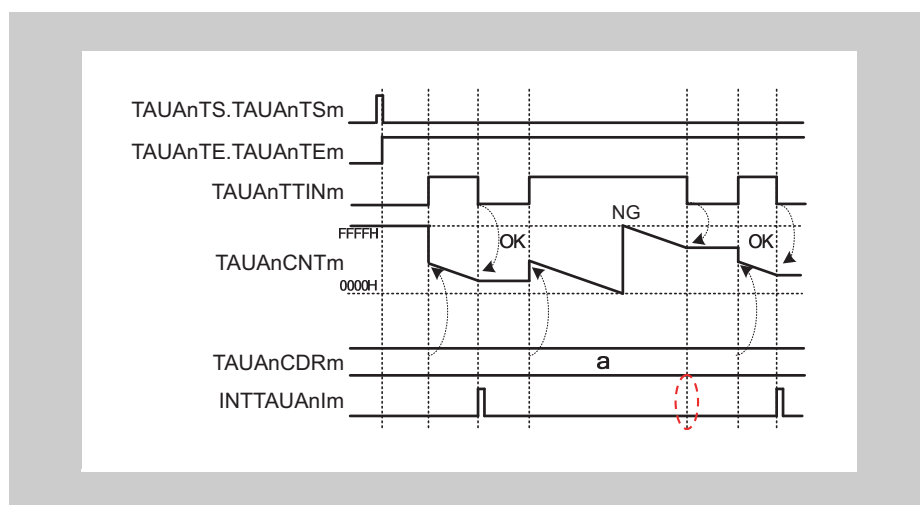 TAUAnTS.TAUAnTSm
TAUAnTE.TAUAnTEm
TAUAnTTINm
NG
FFFFH
OK
OK
TAUAnCNTm
0000H
TAUAnCDRm
a
INTTAUAnIm